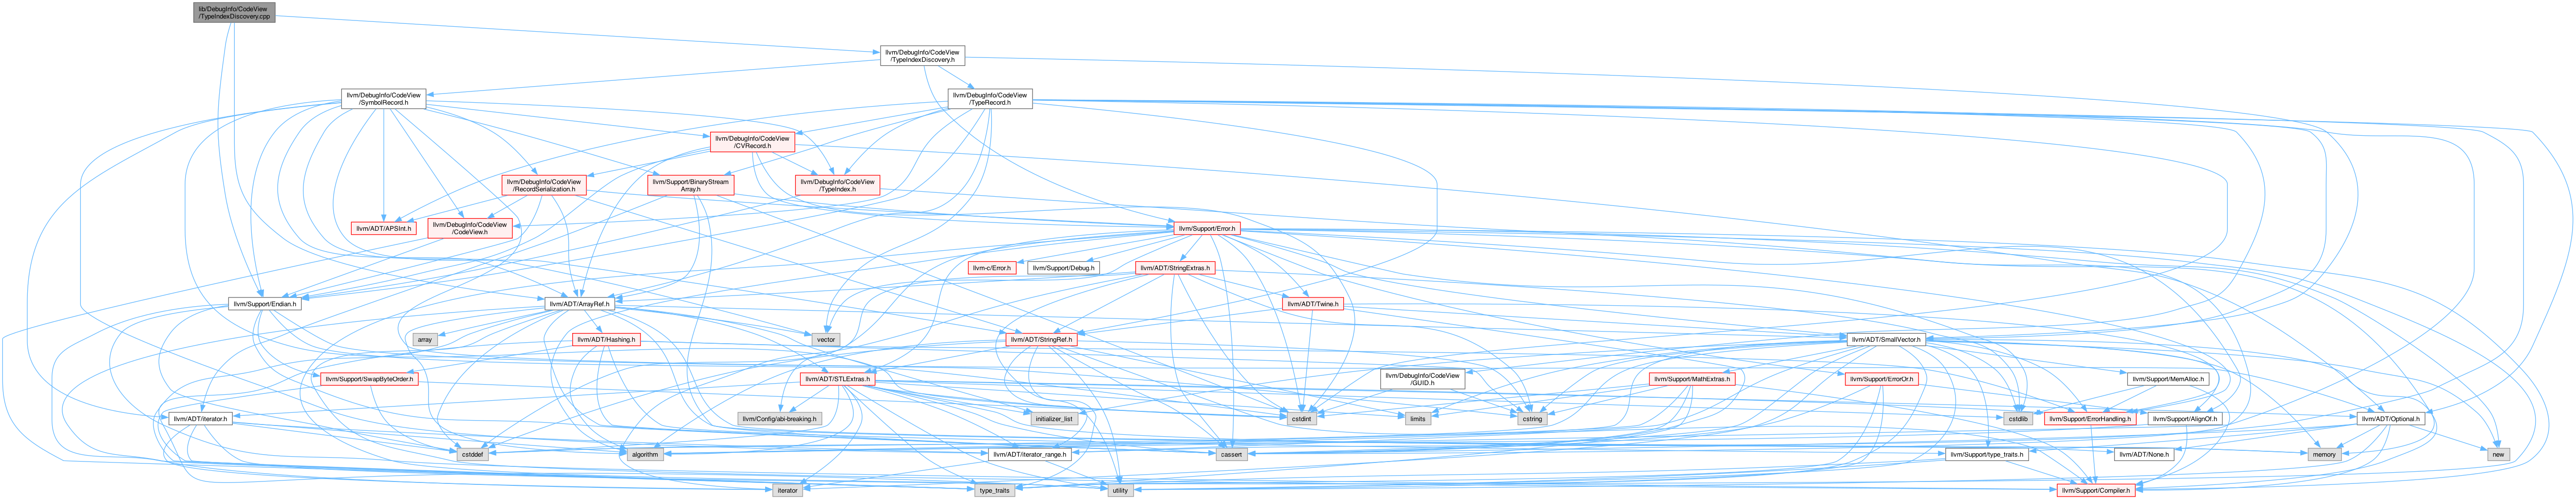 lib/DebugInfo/CodeView
/TypeIndexDiscovery.cpp
llvm/DebugInfo/CodeView
/TypeIndexDiscovery.h
llvm/DebugInfo/CodeView
/SymbolRecord.h
llvm/DebugInfo/CodeView
/TypeRecord.h
llvm/DebugInfo/CodeView
/CVRecord.h
llvm/DebugInfo/CodeView
/RecordSerialization.h
llvm/Support/BinaryStream
Array.h
llvm/DebugInfo/CodeView
/TypeIndex.h
llvm/ADT/APSInt.h
llvm/DebugInfo/CodeView
/CodeView.h
llvm/Support/Error.h
llvm-c/Error.h
llvm/Support/Debug.h
llvm/ADT/StringExtras.h
llvm/Support/Endian.h
llvm/ADT/ArrayRef.h
llvm/ADT/Twine.h
array
llvm/ADT/Hashing.h
vector
llvm/ADT/StringRef.h
llvm/ADT/SmallVector.h
llvm/Support/SwapByteOrder.h
llvm/ADT/STLExtras.h
llvm/DebugInfo/CodeView
/GUID.h
llvm/Support/MathExtras.h
llvm/Support/ErrorOr.h
llvm/Support/MemAlloc.h
llvm/ADT/iterator.h
llvm/Config/abi-breaking.h
initializer_list
cstdint
limits
cstring
cstdlib
llvm/Support/ErrorHandling.h
llvm/Support/AlignOf.h
llvm/ADT/Optional.h
cstddef
algorithm
llvm/ADT/iterator_range.h
cassert
llvm/Support/type_traits.h
llvm/ADT/None.h
memory
new
iterator
type_traits
utility
llvm/Support/Compiler.h